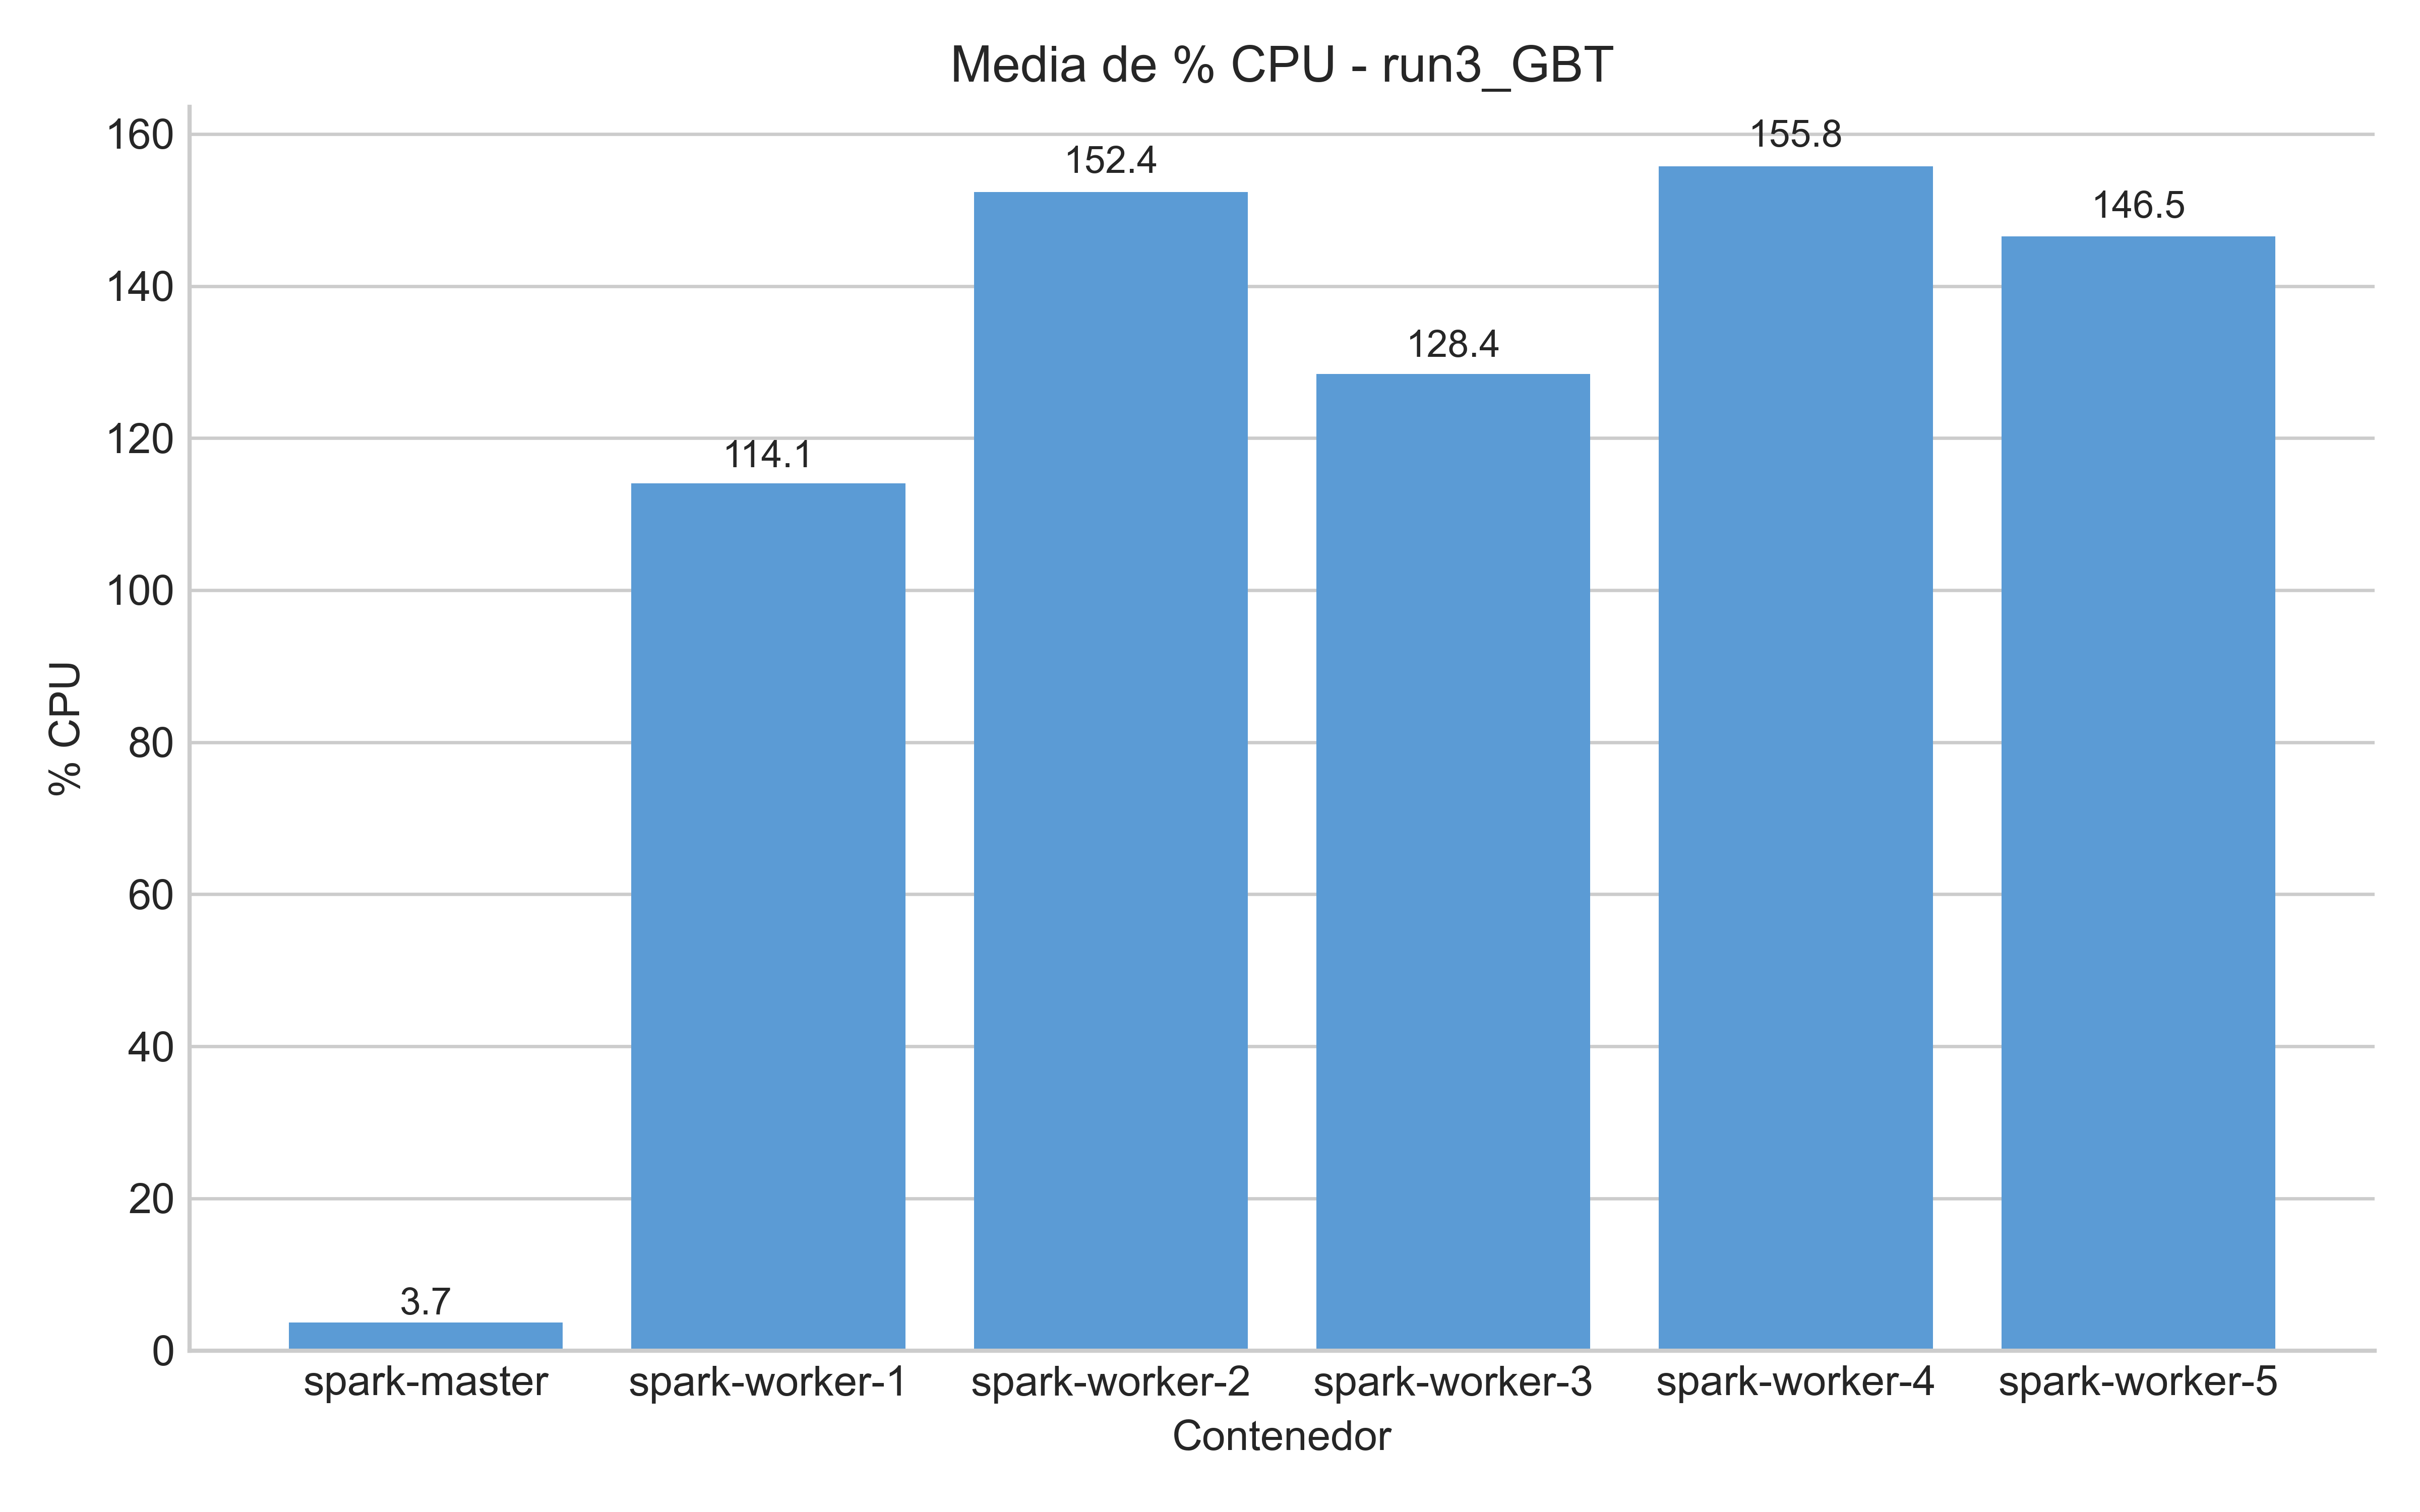 Media de % CPU - run3_GBT
% CPU
160
140
120
100
80
60
40
20
0
3.7
114.1
152.4
128.4
155.8
146.5
spark-master
spark-worker-1
spark-worker-2
spark-worker-3
spark-worker-4
spark-worker-5
Contenedor